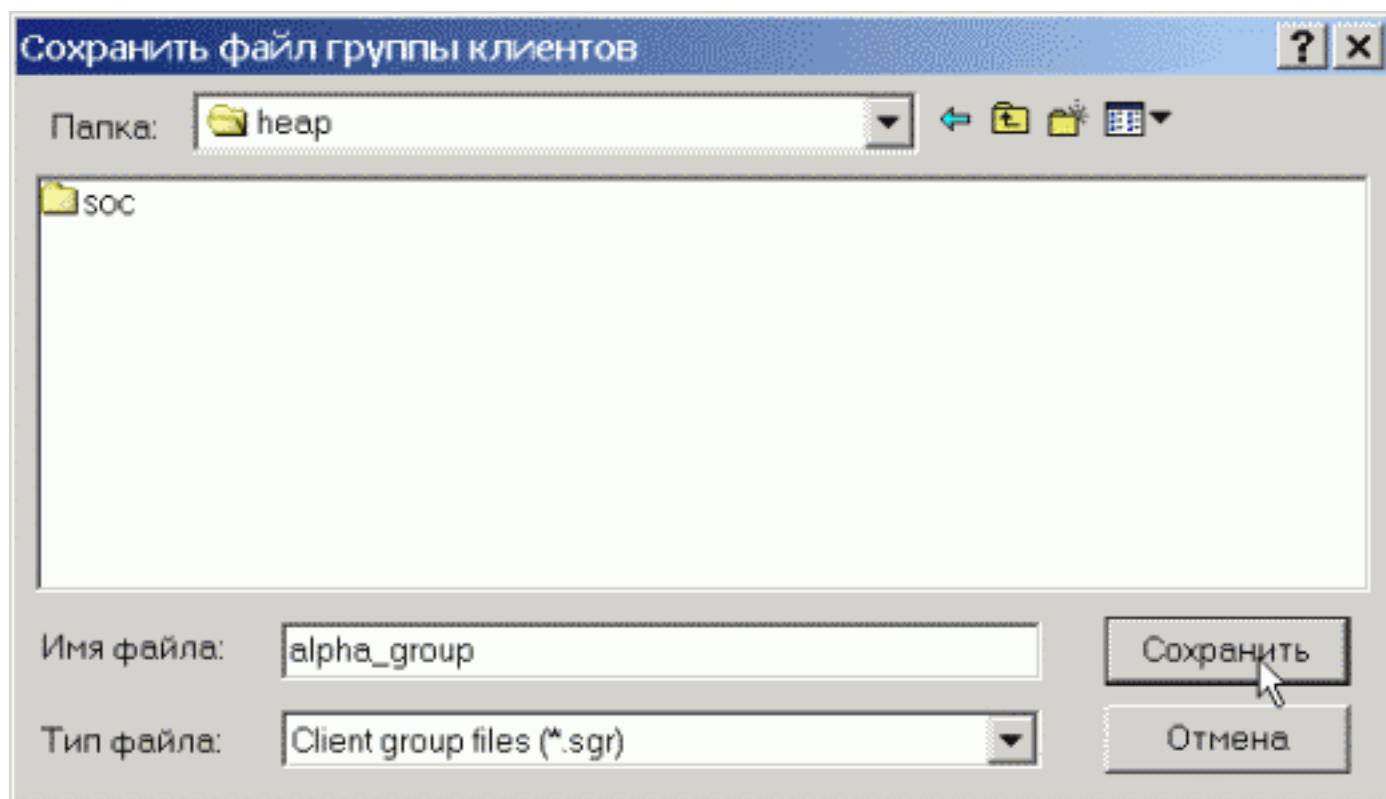 Сохранить файл группы клиентов
Папка: heap
soc
Имя файла: alpha_group Сохранить
Тип файла: Client group files (*.sgr) Отмена